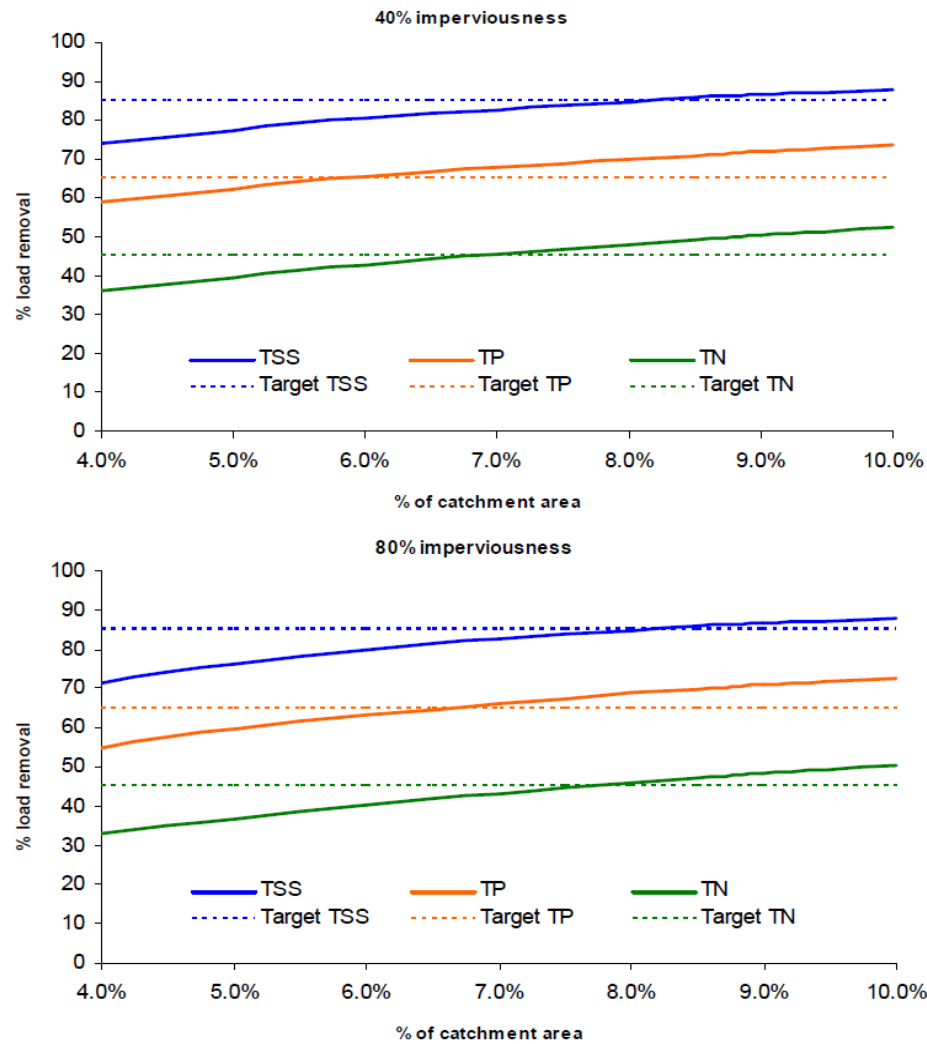 40% imperviousness
100
90
80
70
60
50
40
30
20
10
0
% load removal
TSS TP TN
Target TSS Target TP Target TN
4.0% 5.0% 6.0% 7.0% 8.0% 9.0% 10.0%
% of catchment area
80% imperviousness
100
90
80
70
60
50
40
30
20
10
0
% load removal
TSS TP TN
Target TSS Target TP Target TN
4.0% 5.0% 6.0% 7.0% 8.0% 9.0% 10.0%
% of catchment area